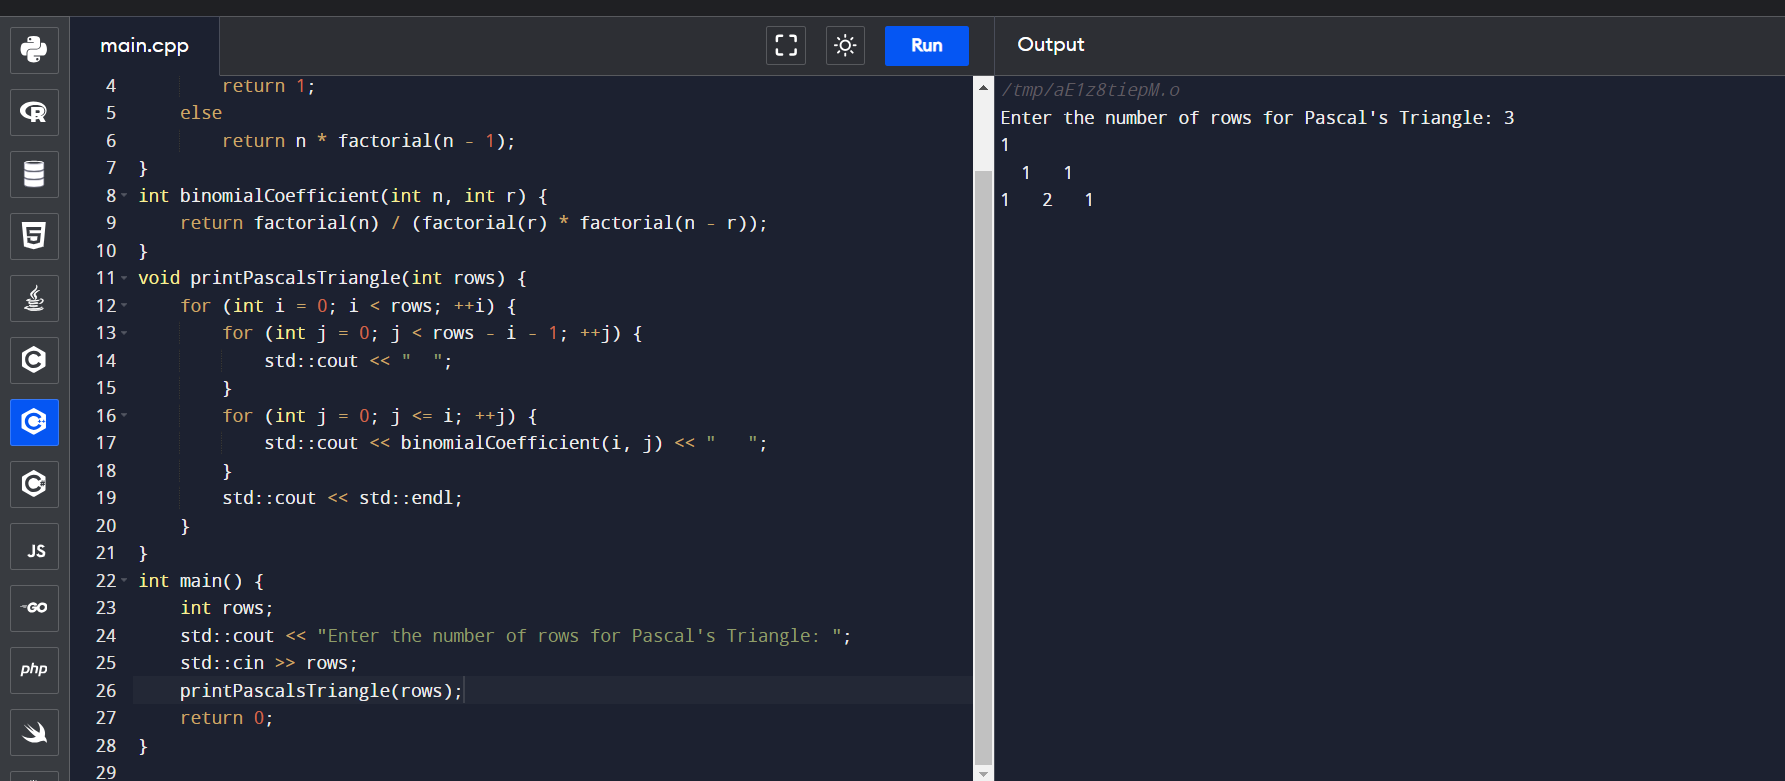 main.cpp
Run
Output
4 return 1;
5 else
6 return n * factorial(n - 1);
7 }
8 int binomialCoefficient(int n, int r) {
9 return factorial(n) / (factorial(r) * factorial(n - r));
10 }
11 void printPascalsTriangle(int rows) {
12 for (int i = 0; i < rows; ++i) {
13 for (int j = 0; j < rows - i - 1; ++j) {
14 std::cout << "  ";
15 }
16 for (int j = 0; j <= i; ++j) {
17 std::cout << binomialCoefficient(i, j) << "   ";
18 }
19 std::cout << std::endl;
20 }
21 }
22 int main() {
23 int rows;
24 std::cout << "Enter the number of rows for Pascal's Triangle: ";
25 std::cin >> rows;
26 printPascalsTriangle(rows);
27 return 0;
28 }
29
/tmp/aE1z8tiepM.o
Enter the number of rows for Pascal's Triangle: 3
1
1   1
1   2   1
R
5
C
C
C
JS
GO
php